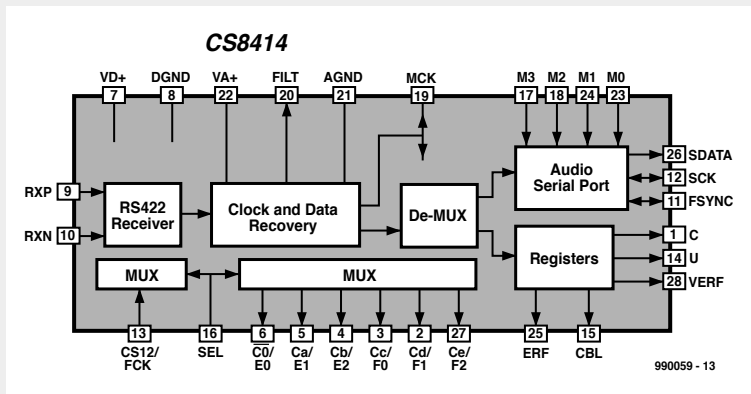 CS8414
VD+ DGND VA+ FILT AGND MCK M3 M2 M1 M0
7 8 22 20 21 19 17 18 24 23
26 SDATA
12 SCK
11 FSYNC
Audio
Serial Port
RXP 9
RXN 10
RS422
Receiver
Clock and Data
Recovery
De-MUX
1 C
14 U
28 VERF
Registers
MUX
MUX
13 16 6 5 4 3 2 27 25 15
CS12/
FCK
SEL
C0/
E0
Ca/
E1
Cb/
E2
Cc/
F0
Cd/
F1
Ce/
F2
ERF
CBL
990059 - 13